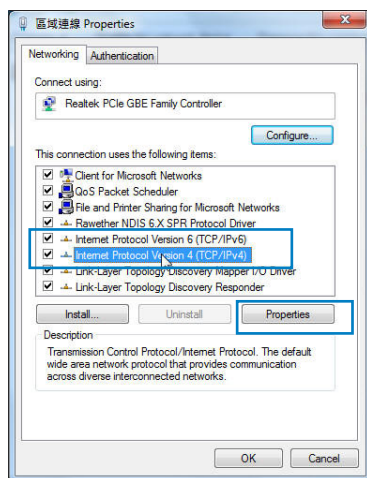 區域連線 Properties
Networking
Authentication
Connect using:
Realtek PCIe GBE Family Controller
Configure...
This connection uses the following items:
Client for Microsoft Networks
QoS Packet Scheduler
File and Printer Sharing for Microsoft Networks
Rawether NDIS 6.X SPR Protocol Driver
Internet Protocol Version 6 (TCP/IPv6)
Internet Protocol Version 4 (TCP/IPv4)
Link-Layer Topology Discovery Mapper I/O Driver
Link-Layer Topology Discovery Responder
Install...
Uninstall
Properties
Description
Transmission Control Protocol/Internet Protocol. The default
wide area network protocol that provides communication
across diverse interconnected networks.
OK
Cancel